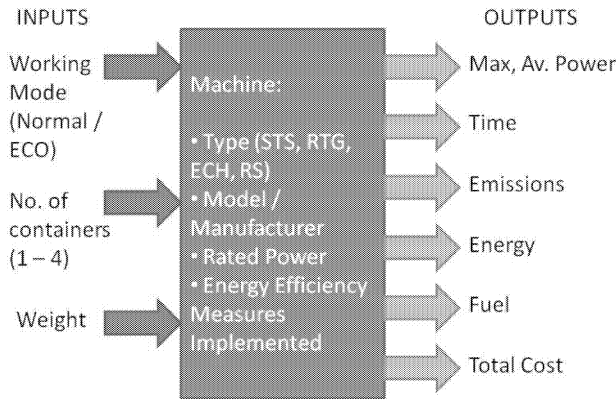 INPUTS
Working
Mode
(Normal /
ECO)
No. of
containers
(1 – 4)
Weight
Machine:
• Type (STS, RTG,
ECH, RS)
• Model /
Manufacturer
• Rated Power
• Energy Efficiency
Measures
Implemented
OUTPUTS
Max, Av. Power
Time
Emissions
Energy
Fuel
Total Cost